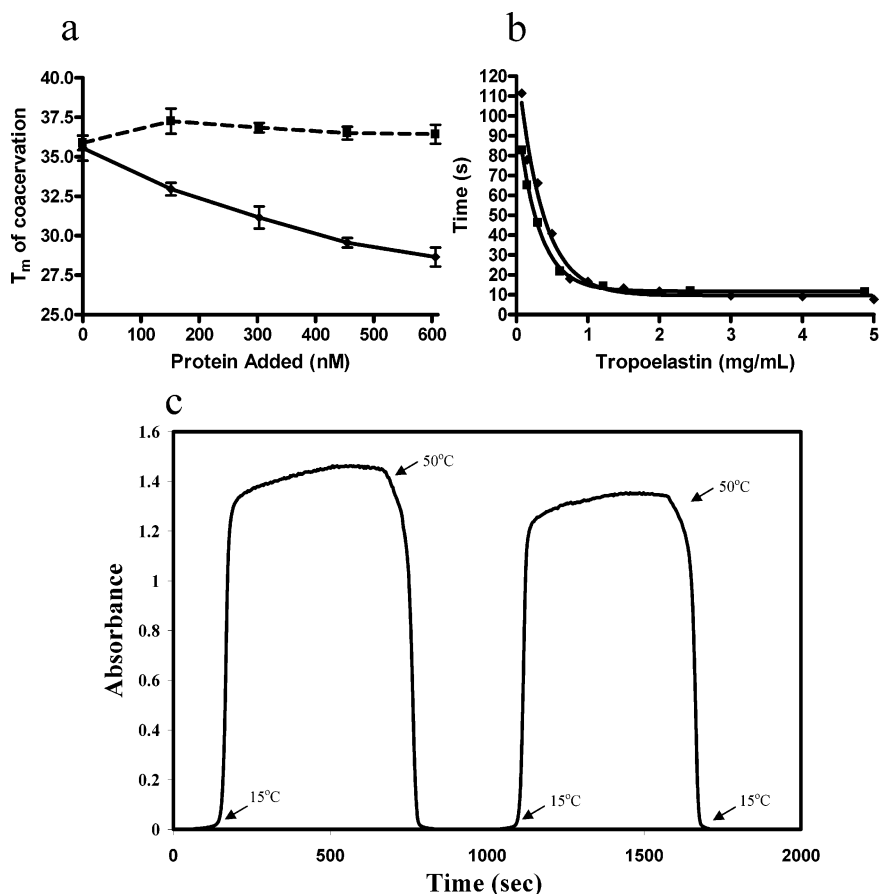 a
40.0
37.5
35.0
32.5
30.0
27.5
25.0
0 100 200 300 400 500 600
Tm of coacervation
Protein Added (nM)
b
120
110
100
90
80
70
60
50
40
30
20
10
0
0 1 2 3 4 5
Time (s)
Tropoelastin (mg/mL)
c
1.6
1.4
1.2
1
0.8
0.6
0.4
0.2
0
0 500 1000 1500 2000
Absorbance
Time (sec)
50°C
50°C
15°C
15°C
15°C